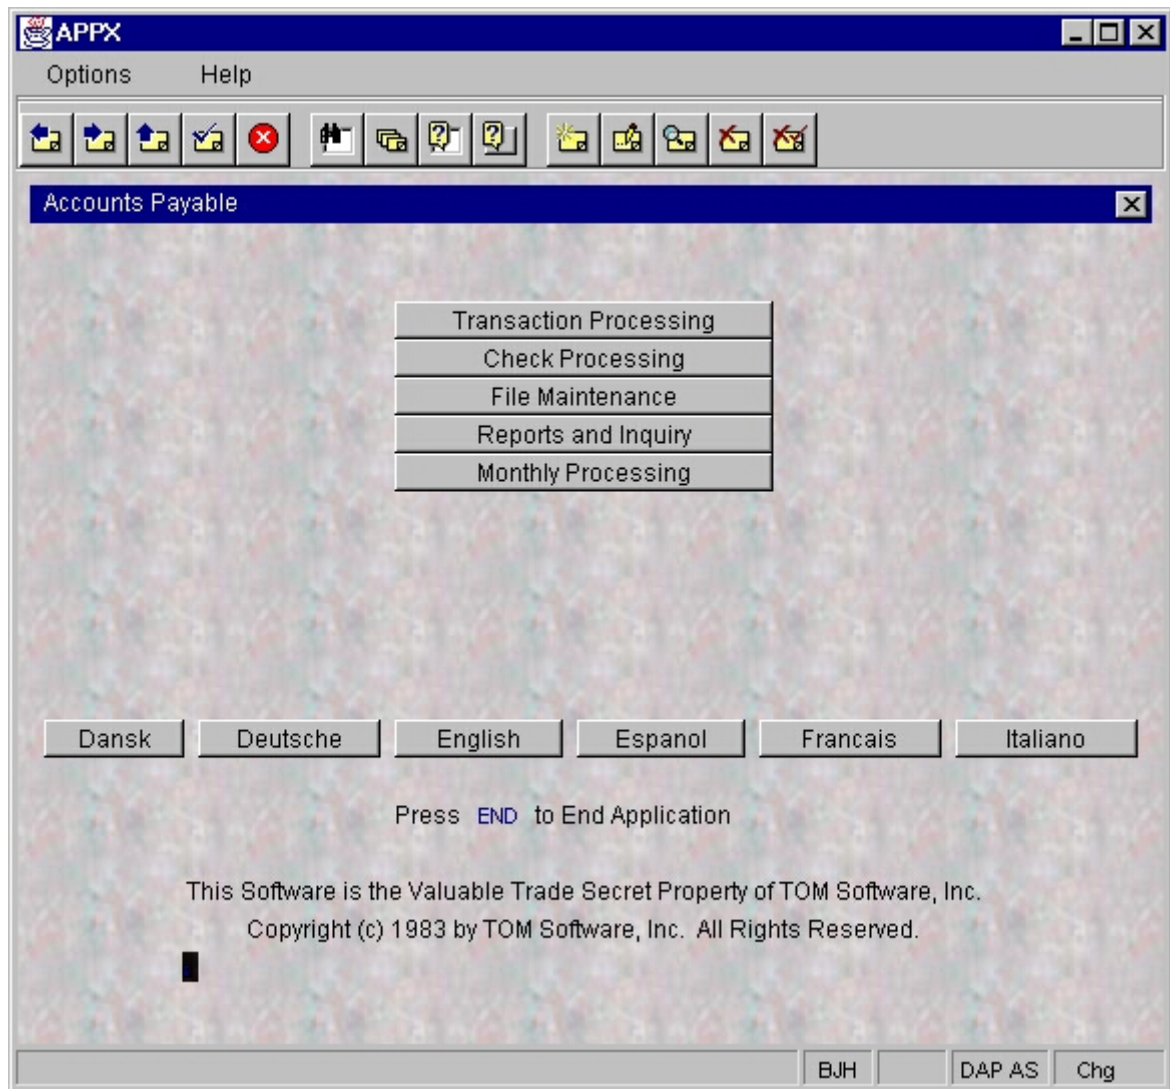 APPX
Options Help
Accounts Payable
Transaction Processing
Check Processing
File Maintenance
Reports and Inquiry
Monthly Processing
Dansk Deutsche English Espanol Francais Italiano
Press END to End Application
This Software is the Valuable Trade Secret Property of TOM Software, Inc.
Copyright (c) 1983 by TOM Software, Inc. All Rights Reserved.
BJH DAP AS Chg